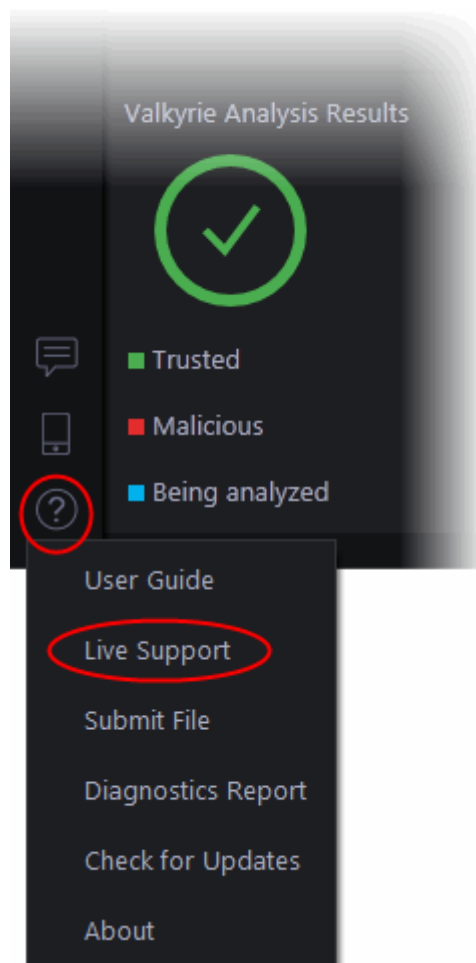 Valkyrie Analysis Results
Trusted
Malicious
Being analyzed
User Guide
Live Support
Submit File
Diagnostics Report
Check for Updates
About